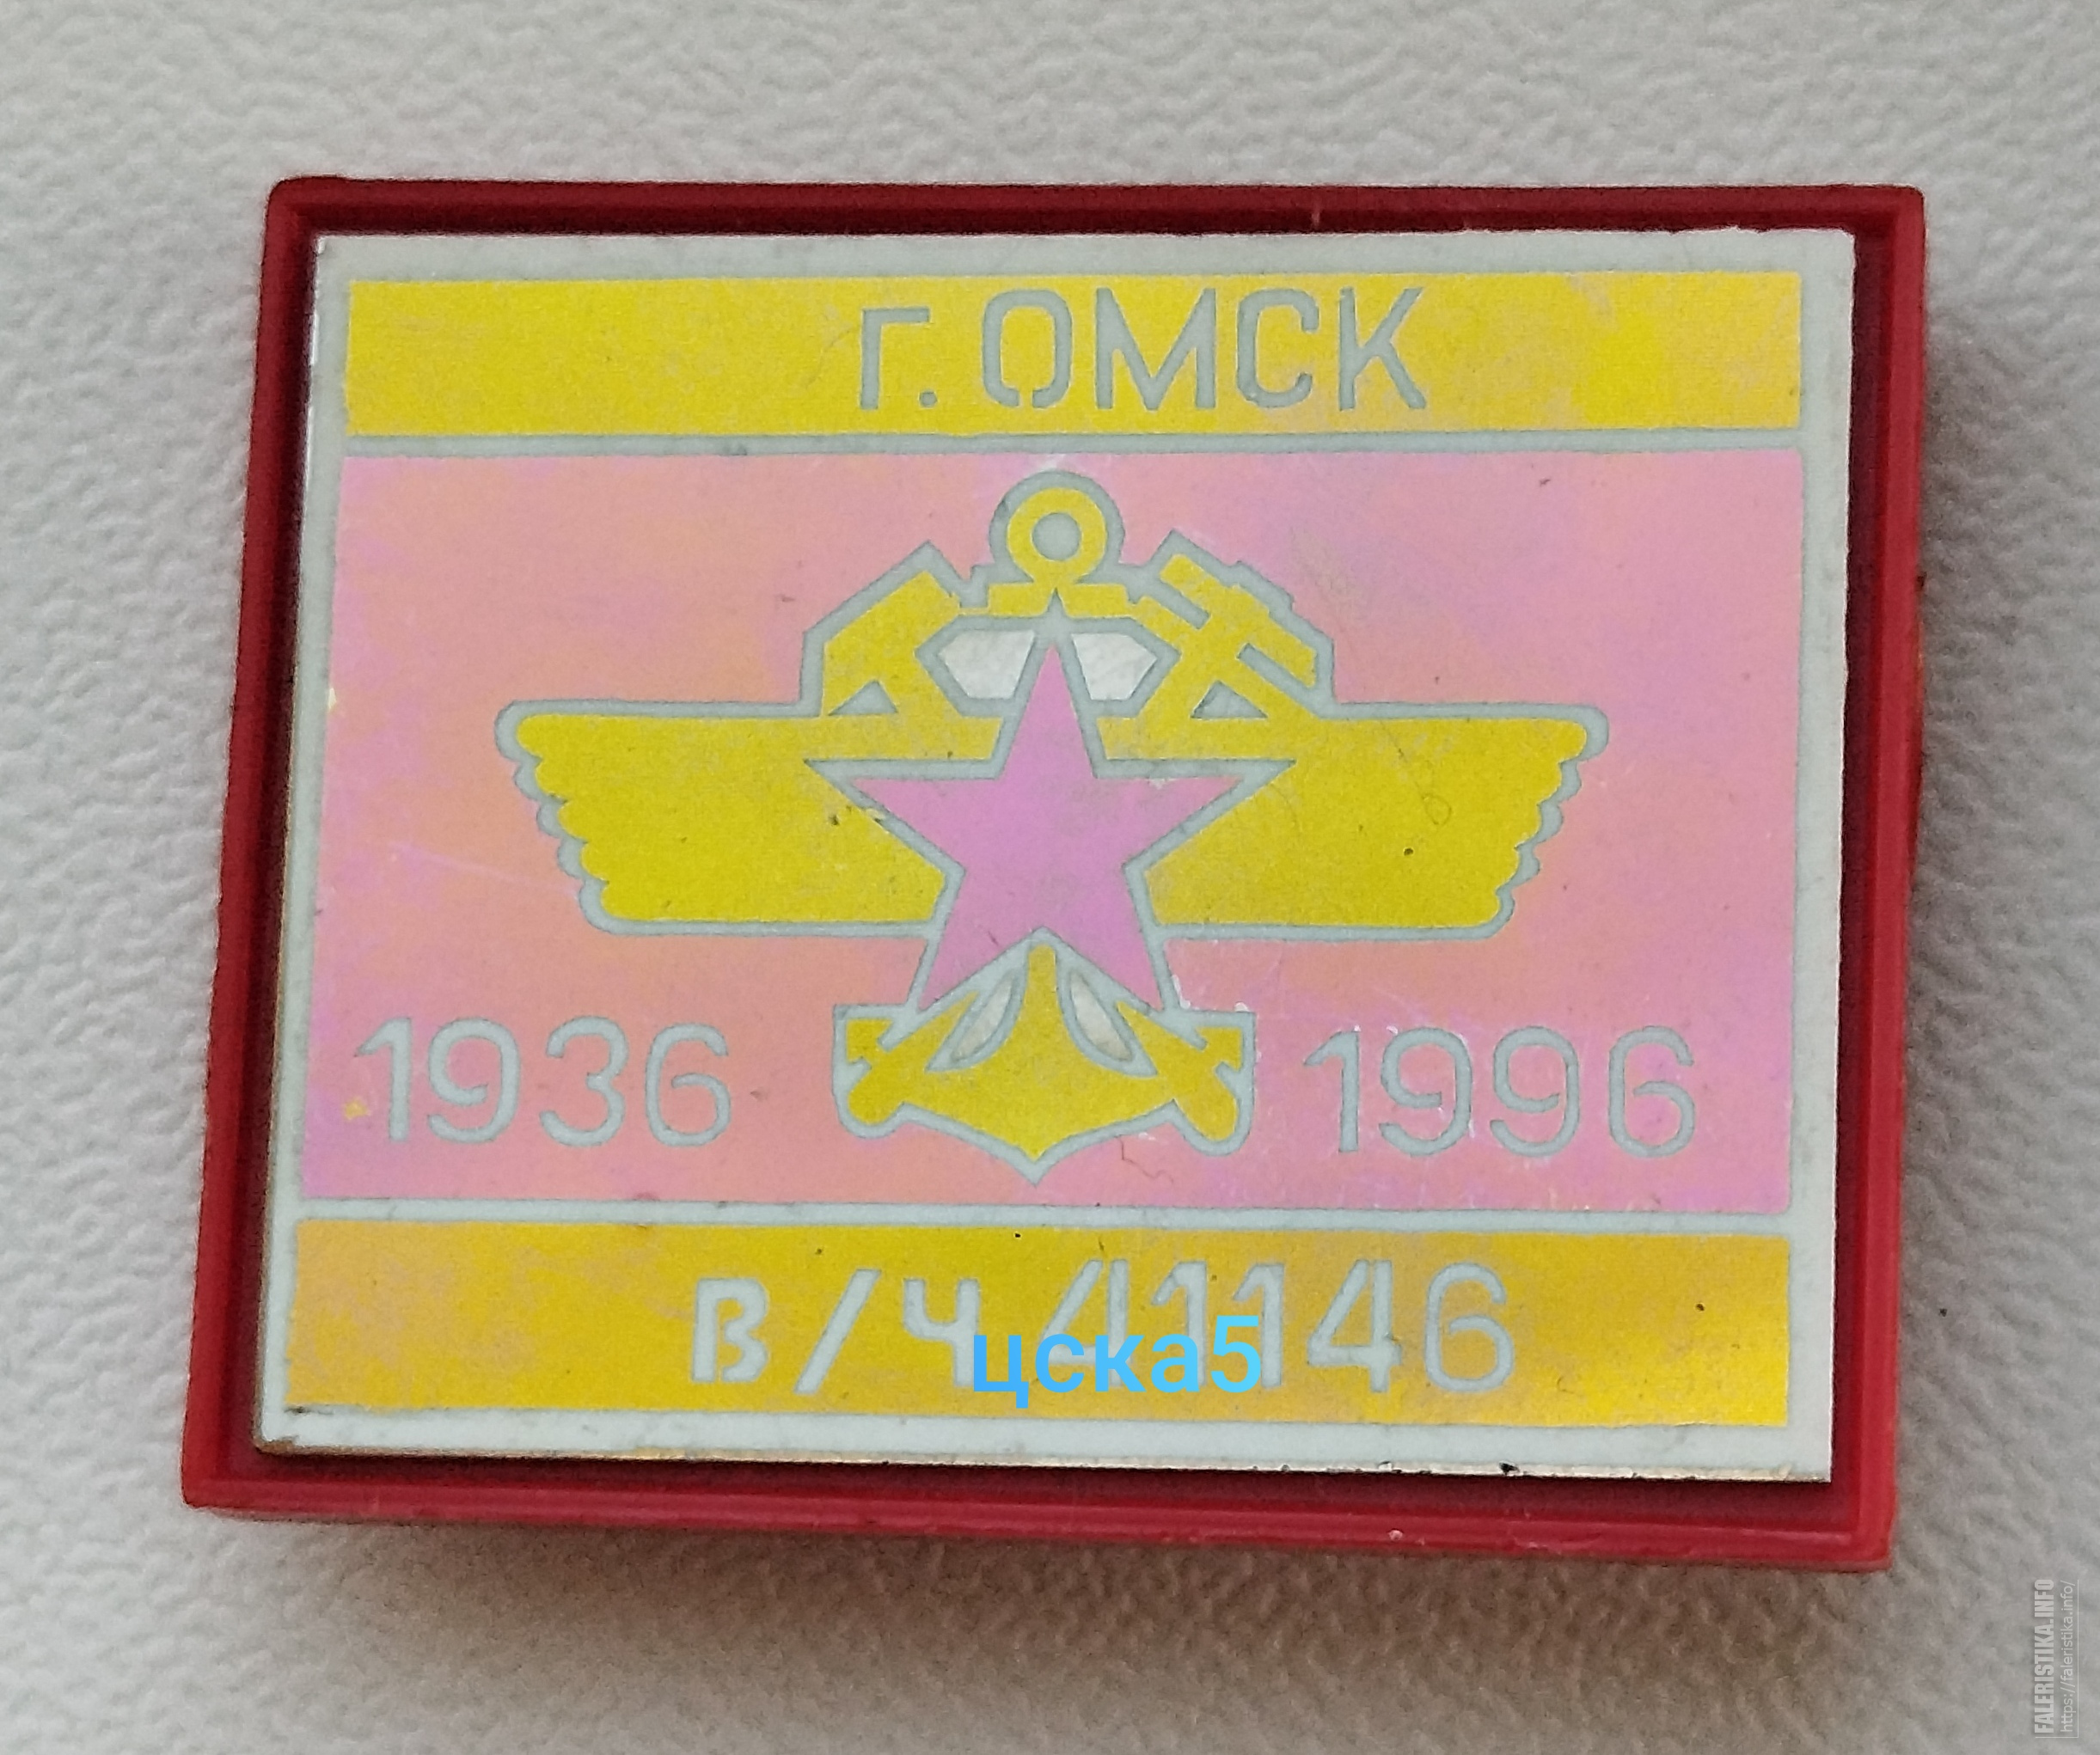 г. ОМСК
1936 1996
в/ч 41146
цска5
FALERISTIKA.INFO
https://faleristika.info/